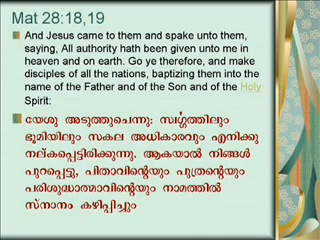 Mat 28:18,19
And Jesus came to them and spake unto them,
saying, All authority hath been given unto me in
heaven and on earth. Go ye therefore, and make
disciples of all the nations, baptizing them into the
name of the Father and of the Son and of the Holy
Spirit:
യേശു അടുത്തുചെന്നു: സ്വർഗ്ഗത്തിലും
ഭൂമിയിലും സകല അധികാരവും എനിക്കു
നല്കപ്പെട്ടിരിക്കുന്നു. ആകയാൽ നിങ്ങൾ
പുറപ്പെട്ടു, പിതാവിന്റെയും പുത്രന്റെയും
പരിശുദ്ധാത്മാവിന്റെയും നാമത്തിൽ
സ്നാനം കഴിപ്പിച്ചും